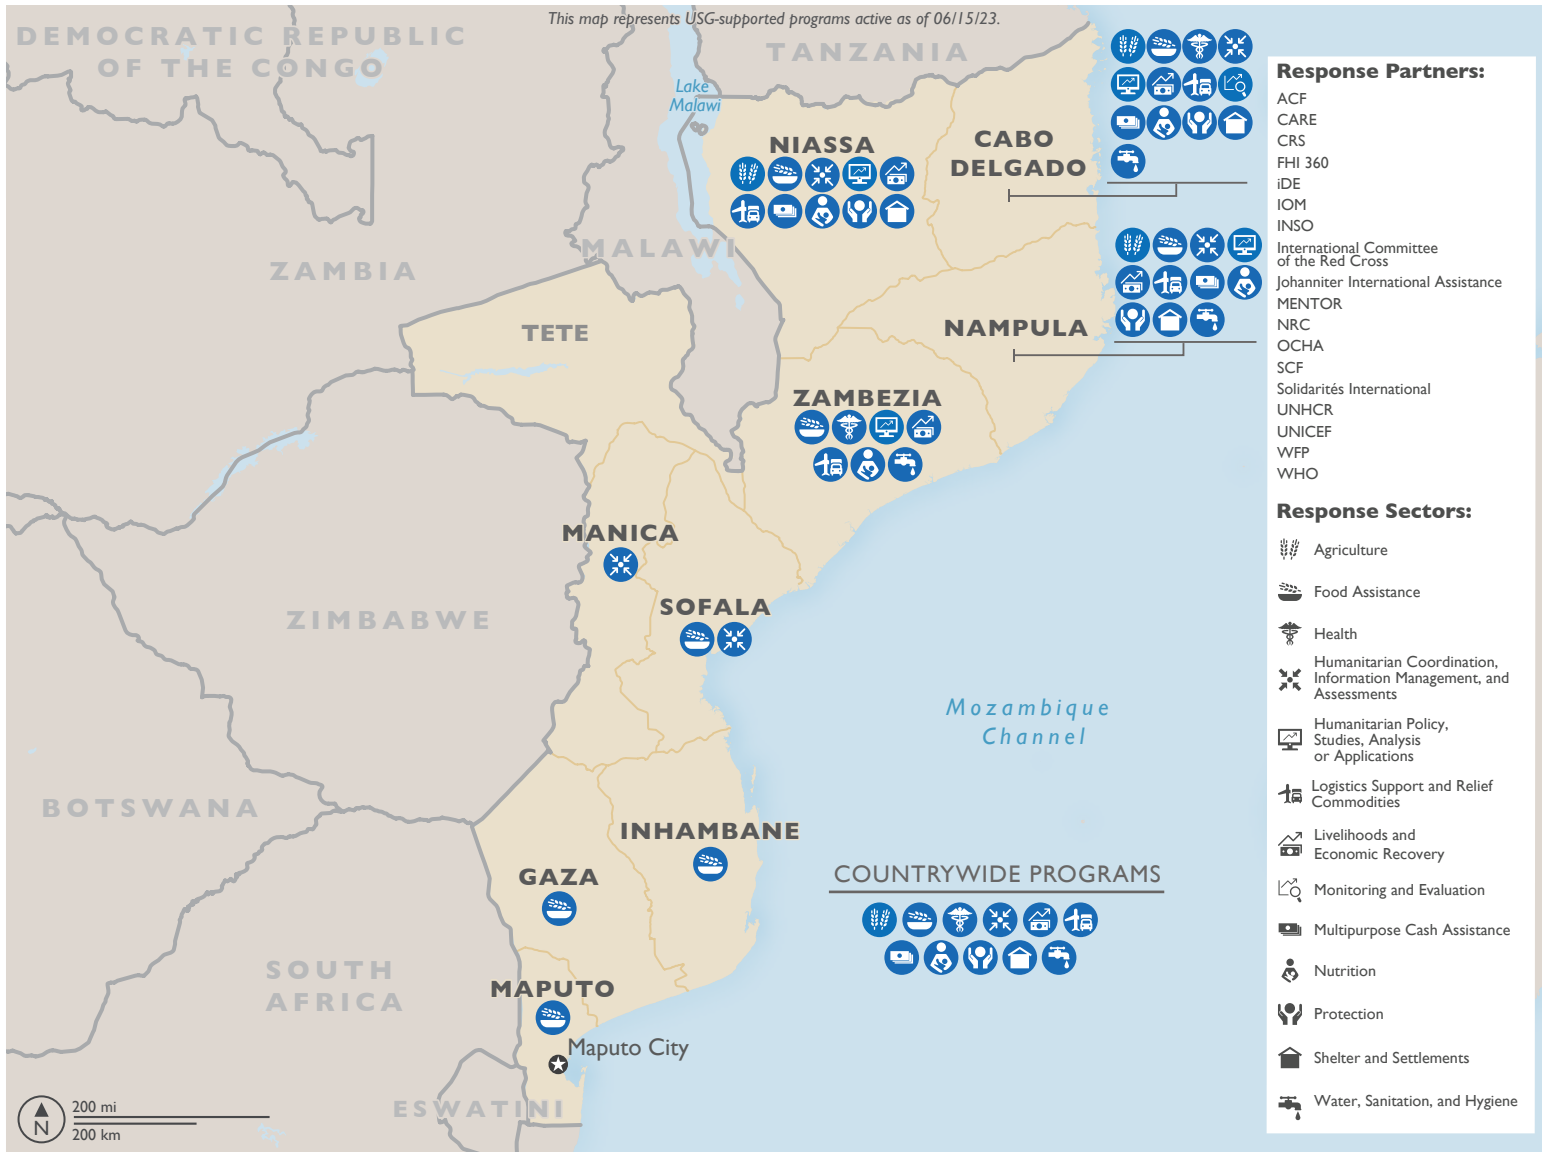 This map represents USG-supported programs active as of 06/15/23.
DEMOCRATIC REPUBLIC
OF THE CONGO
TANZANIA
Lake
Malawi
NIASSA
CABO
DELGADO
MALAWI
ZAMBIA
TETE
NAMPULA
ZAMBEZIA
MANICA
SOFALA
ZIMBABWE
Mozambique
Channel
BOTSWANA
INHAMBANE
GAZA
COUNTRYWIDE PROGRAMS
SOUTH
AFRICA
MAPUTO
Maputo City
ESWATINI
N
200 mi
200 km
Response Partners:
ACF
CARE
CRS
FHI 360
iDE
IOM
INSO
International Committee
of the Red Cross
Johanniter International Assistance
MENTOR
NRC
OCHA
SCF
Solidarités International
UNHCR
UNICEF
WFP
WHO
Response Sectors:
Agriculture
Food Assistance
Health
Humanitarian Coordination,
Information Management, and
Assessments
Humanitarian Policy,
Studies, Analysis
or Applications
Logistics Support and Relief
Commodities
Livelihoods and
Economic Recovery
Monitoring and Evaluation
Multipurpose Cash Assistance
Nutrition
Protection
Shelter and Settlements
Water, Sanitation, and Hygiene